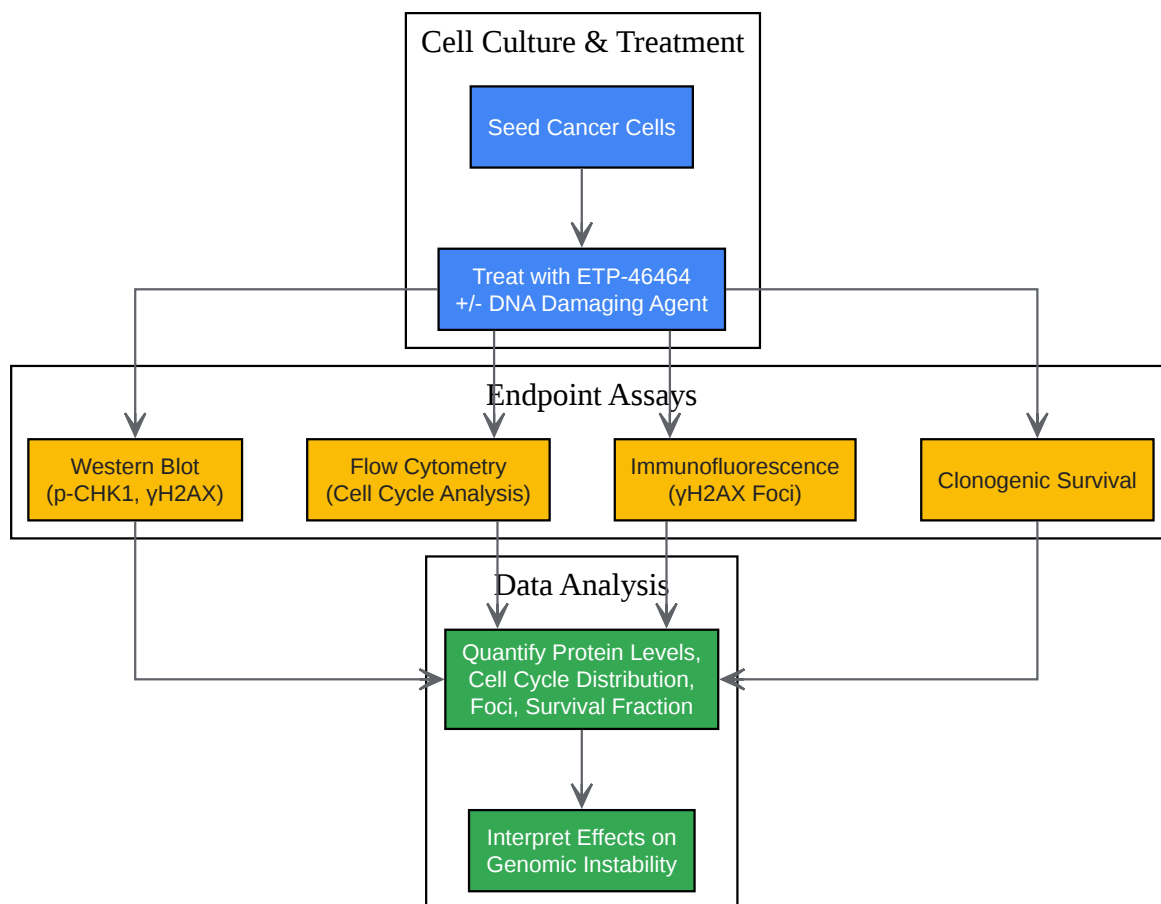 Cell Culture & Treatment
Seed Cancer Cells
Treat with ETP-46464
+/- DNA Damaging Agent
Endpoint Assays
Western Blot
(p-CHK1, γH2AX)
Flow Cytometry
(Cell Cycle Analysis)
Immunofluorescence
(γH2AX Foci)
Clonogenic Survival
Data Analysis
Quantify Protein Levels,
Cell Cycle Distribution,
Foci, Survival Fraction
Interpret Effects on
Genomic Instability